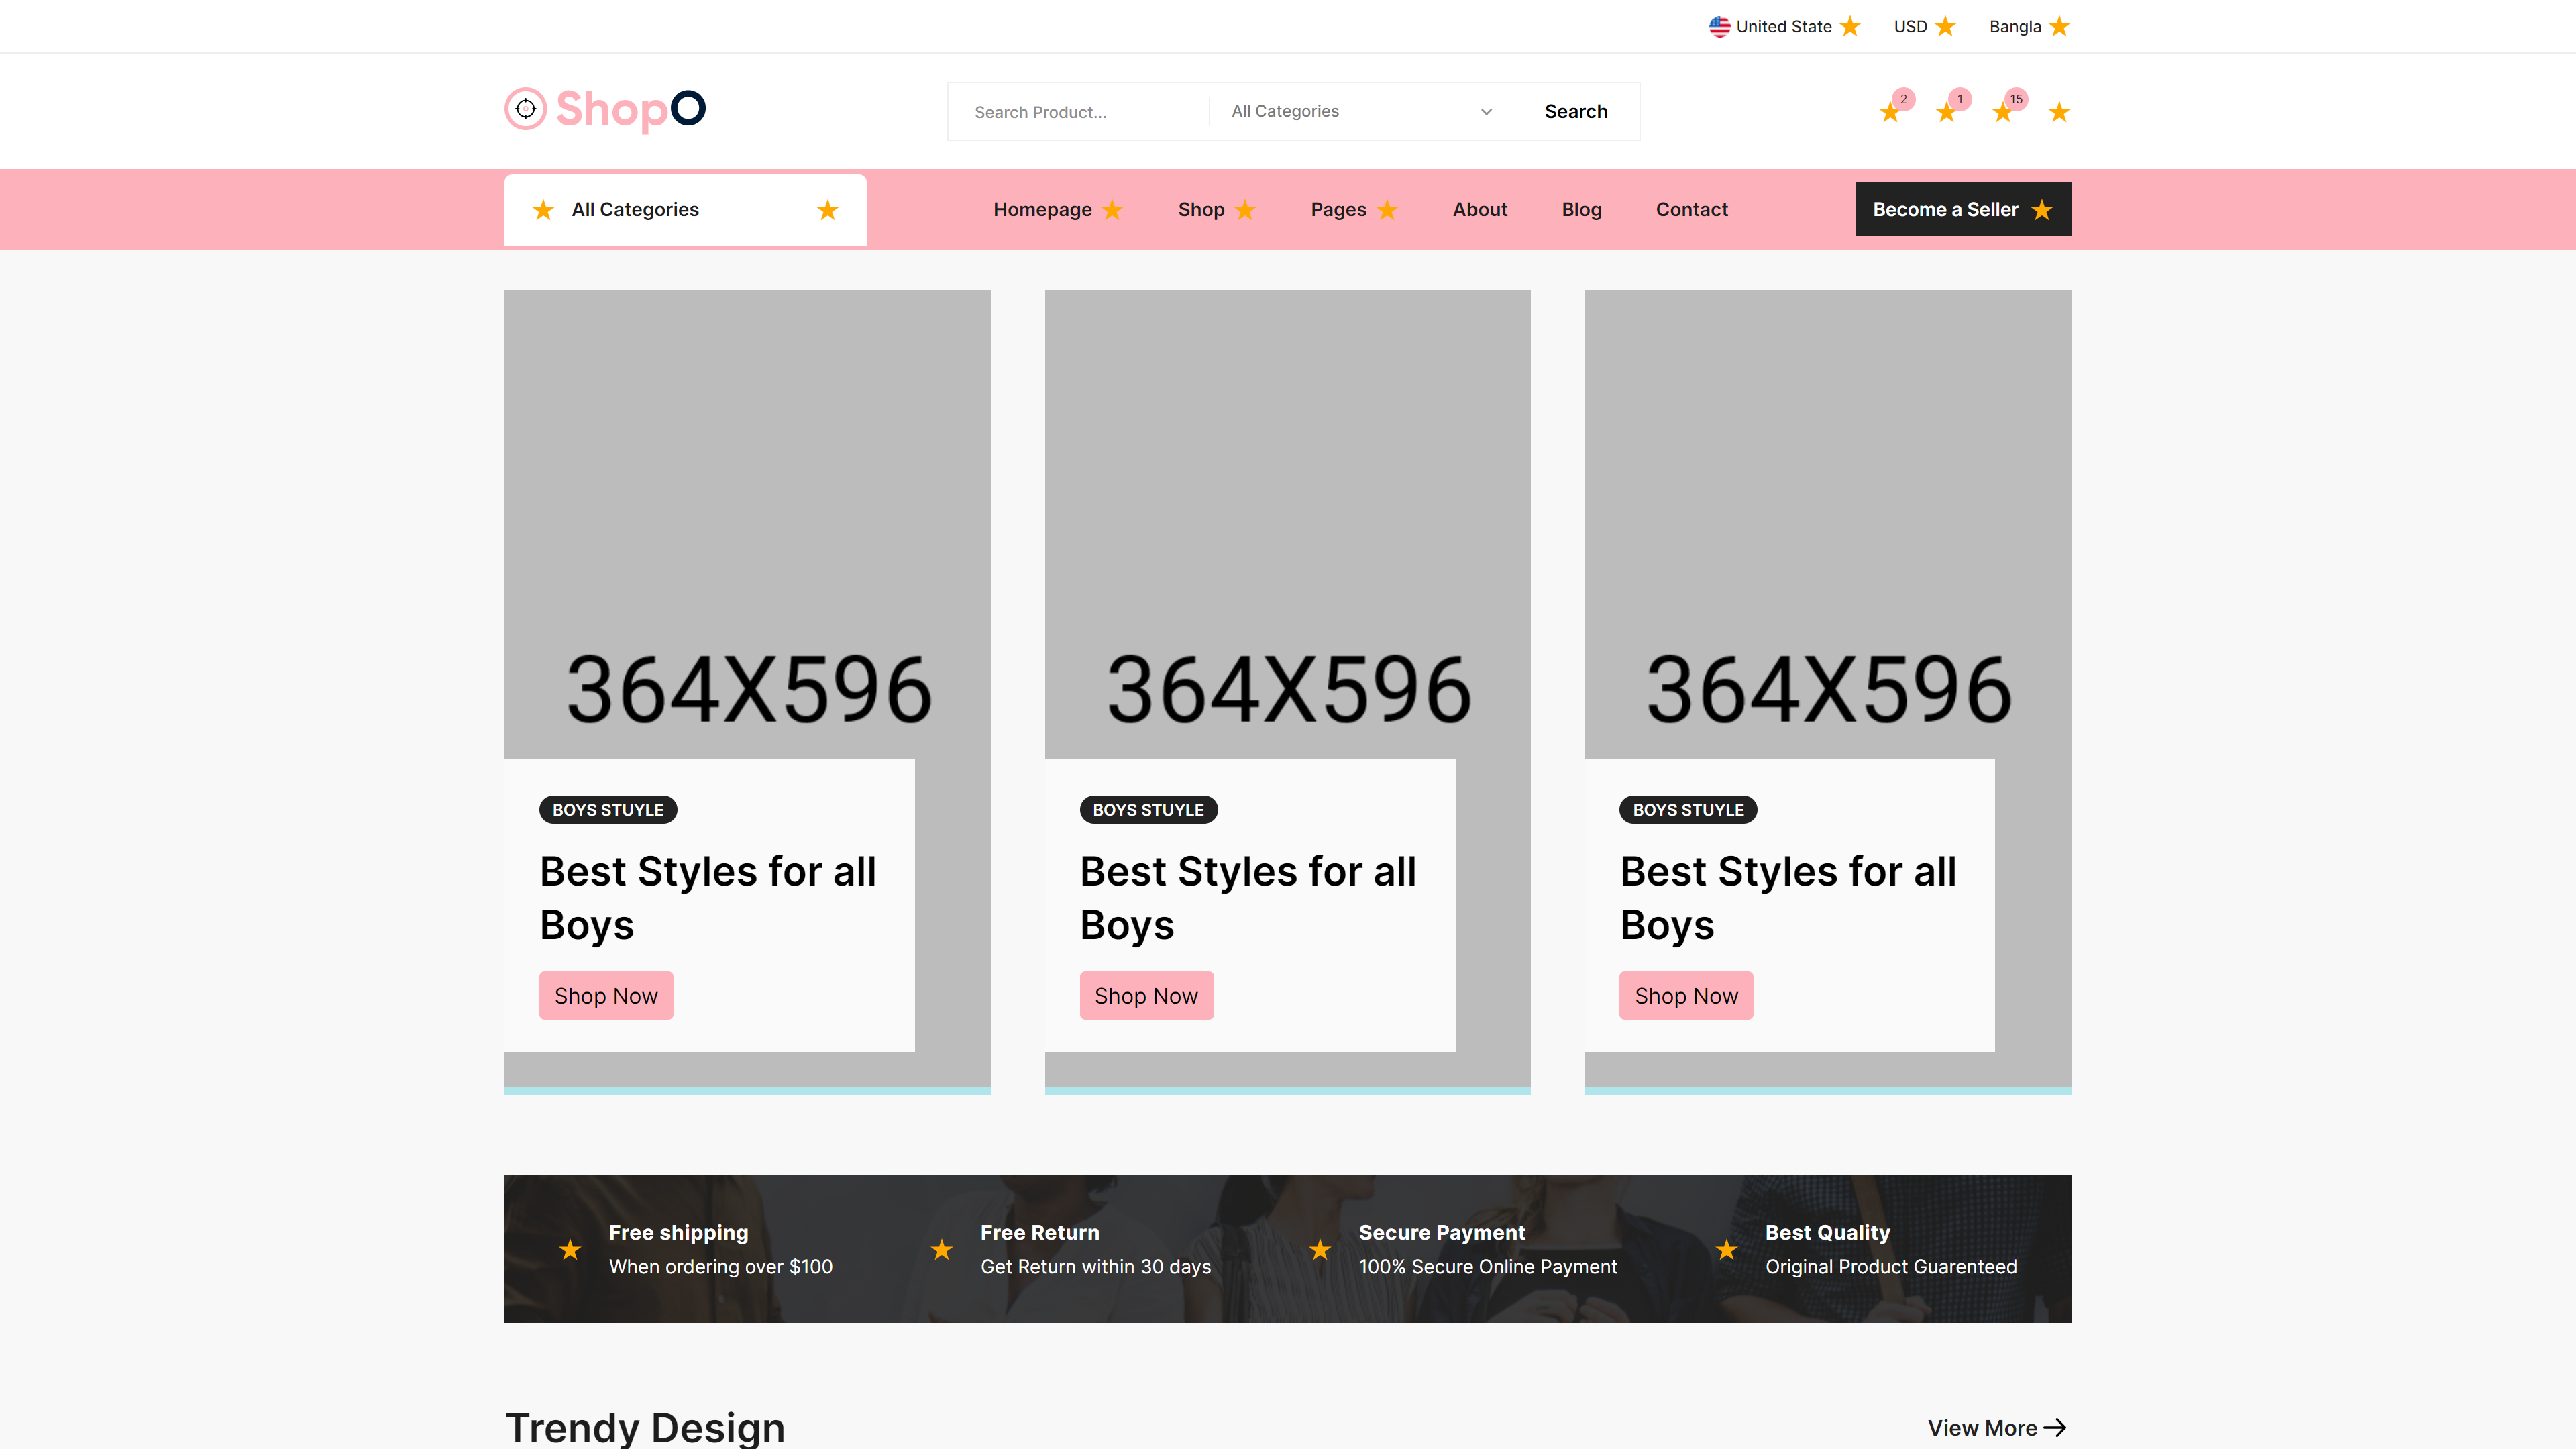 United State
USD
Bangla
ShopO
Search Product...
All Categories
Search
2
1
15
All Categories
Homepage
Shop
Pages
About
Blog
Contact
Become a Seller
364X596
364X596
364X596
BOYS STUYLE
Best Styles for all
Boys
Shop Now
BOYS STUYLE
Best Styles for all
Boys
Shop Now
BOYS STUYLE
Best Styles for all
Boys
Shop Now
Free shipping
When ordering over $100
Free Return
Get Return within 30 days
Secure Payment
100% Secure Online Payment
Best Quality
Original Product Guarenteed
Trendy Design
View More